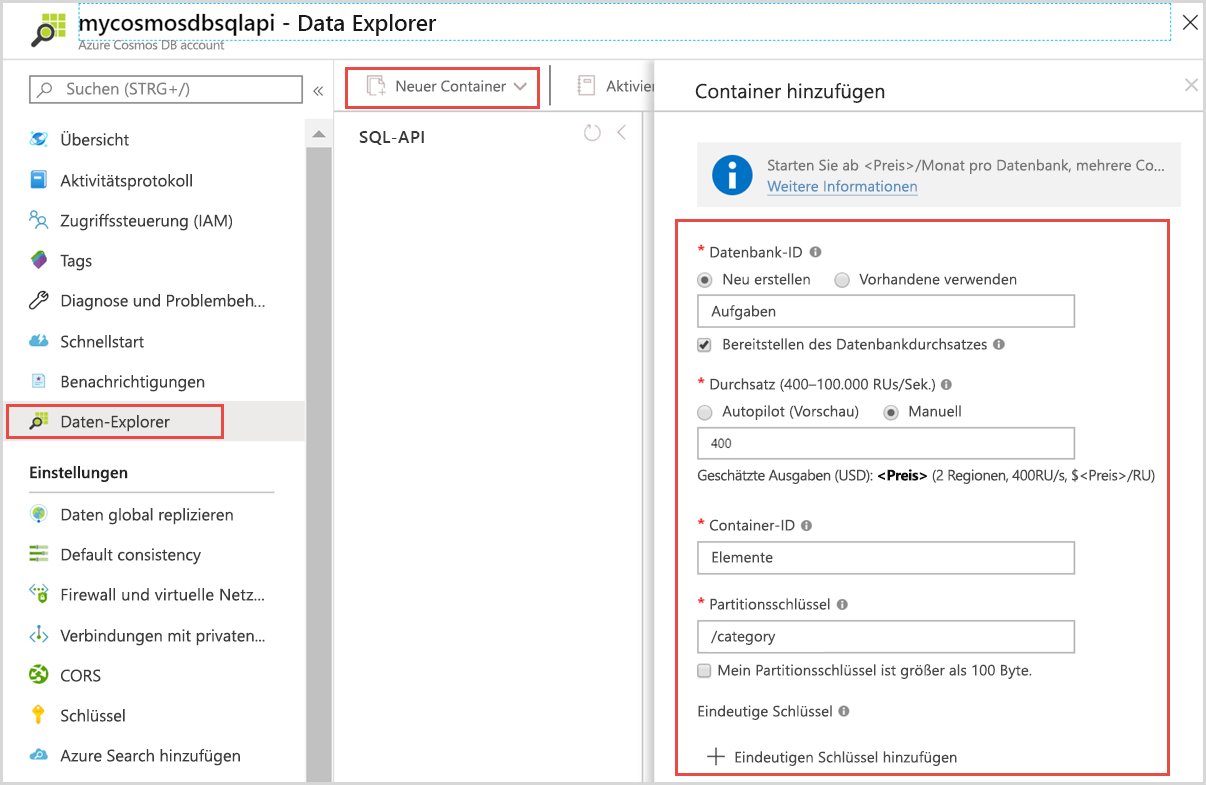 mycosmosdbsqlapi - Data Explorer
Azure Cosmos DB account
Suchen (STRG+/)
«
Übersicht
Aktivitätsprotokoll
Zugriffssteuerung (IAM)
Tags
Diagnose und Problembeh...
Schnellstart
Benachrichtigungen
Daten-Explorer
Einstellungen
Daten global replizieren
Default consistency
Firewall und virtuelle Netz...
Verbindungen mit privaten...
CORS
Schlüssel
Azure Search hinzufügen
Neuer Container
Aktivier
SQL-API
Container hinzufügen
Starten Sie ab <Preis>/Monat pro Datenbank, mehrere Co...
Weitere Informationen
* Datenbank-ID
Neu erstellen Vorhandene verwenden
Aufgaben
Bereitstellen des Datenbankdurchsatzes
* Durchsatz (400–100.000 RUs/Sek.)
Autopilot (Vorschau) Manuell
400
Geschätzte Ausgaben (USD): <Preis> (2 Regionen, 400RU/s, $<Preis>/RU)
* Container-ID
Elemente
* Partitionsschlüssel
/category
Mein Partitionsschlüssel ist größer als 100 Byte.
Eindeutige Schlüssel
Eindeutigen Schlüssel hinzufügen